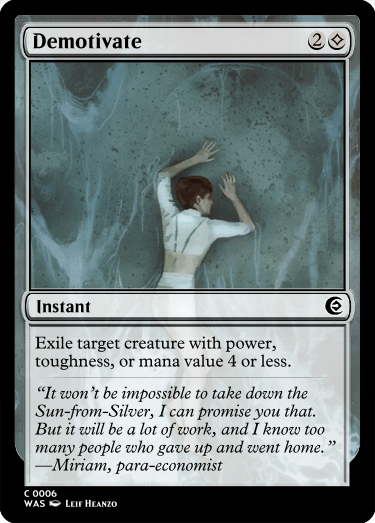 Demotivate
2
Instant
Exile target creature with power,
toughness, or mana value 4 or less.
“It won’t be impossible to take down the
Sun-from-Silver, I can promise you that.
But it will be a lot of work, and I know too
many people who gave up and went home.”
—Miriam, para-economist
C 0006
WAS Leif Heanzo